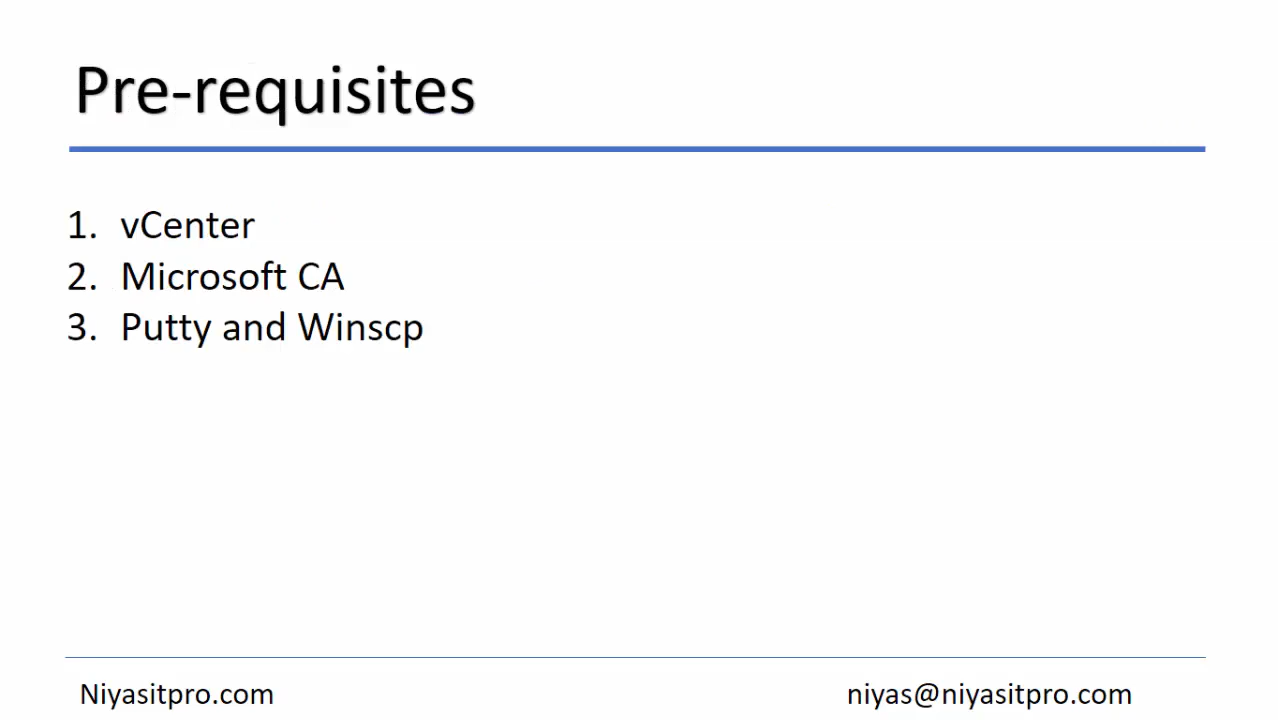 Pre-requisites
1. vCenter
2. Microsoft CA
3. Putty and Winscp
Niyasitpro.com
niyas@niyasitpro.com